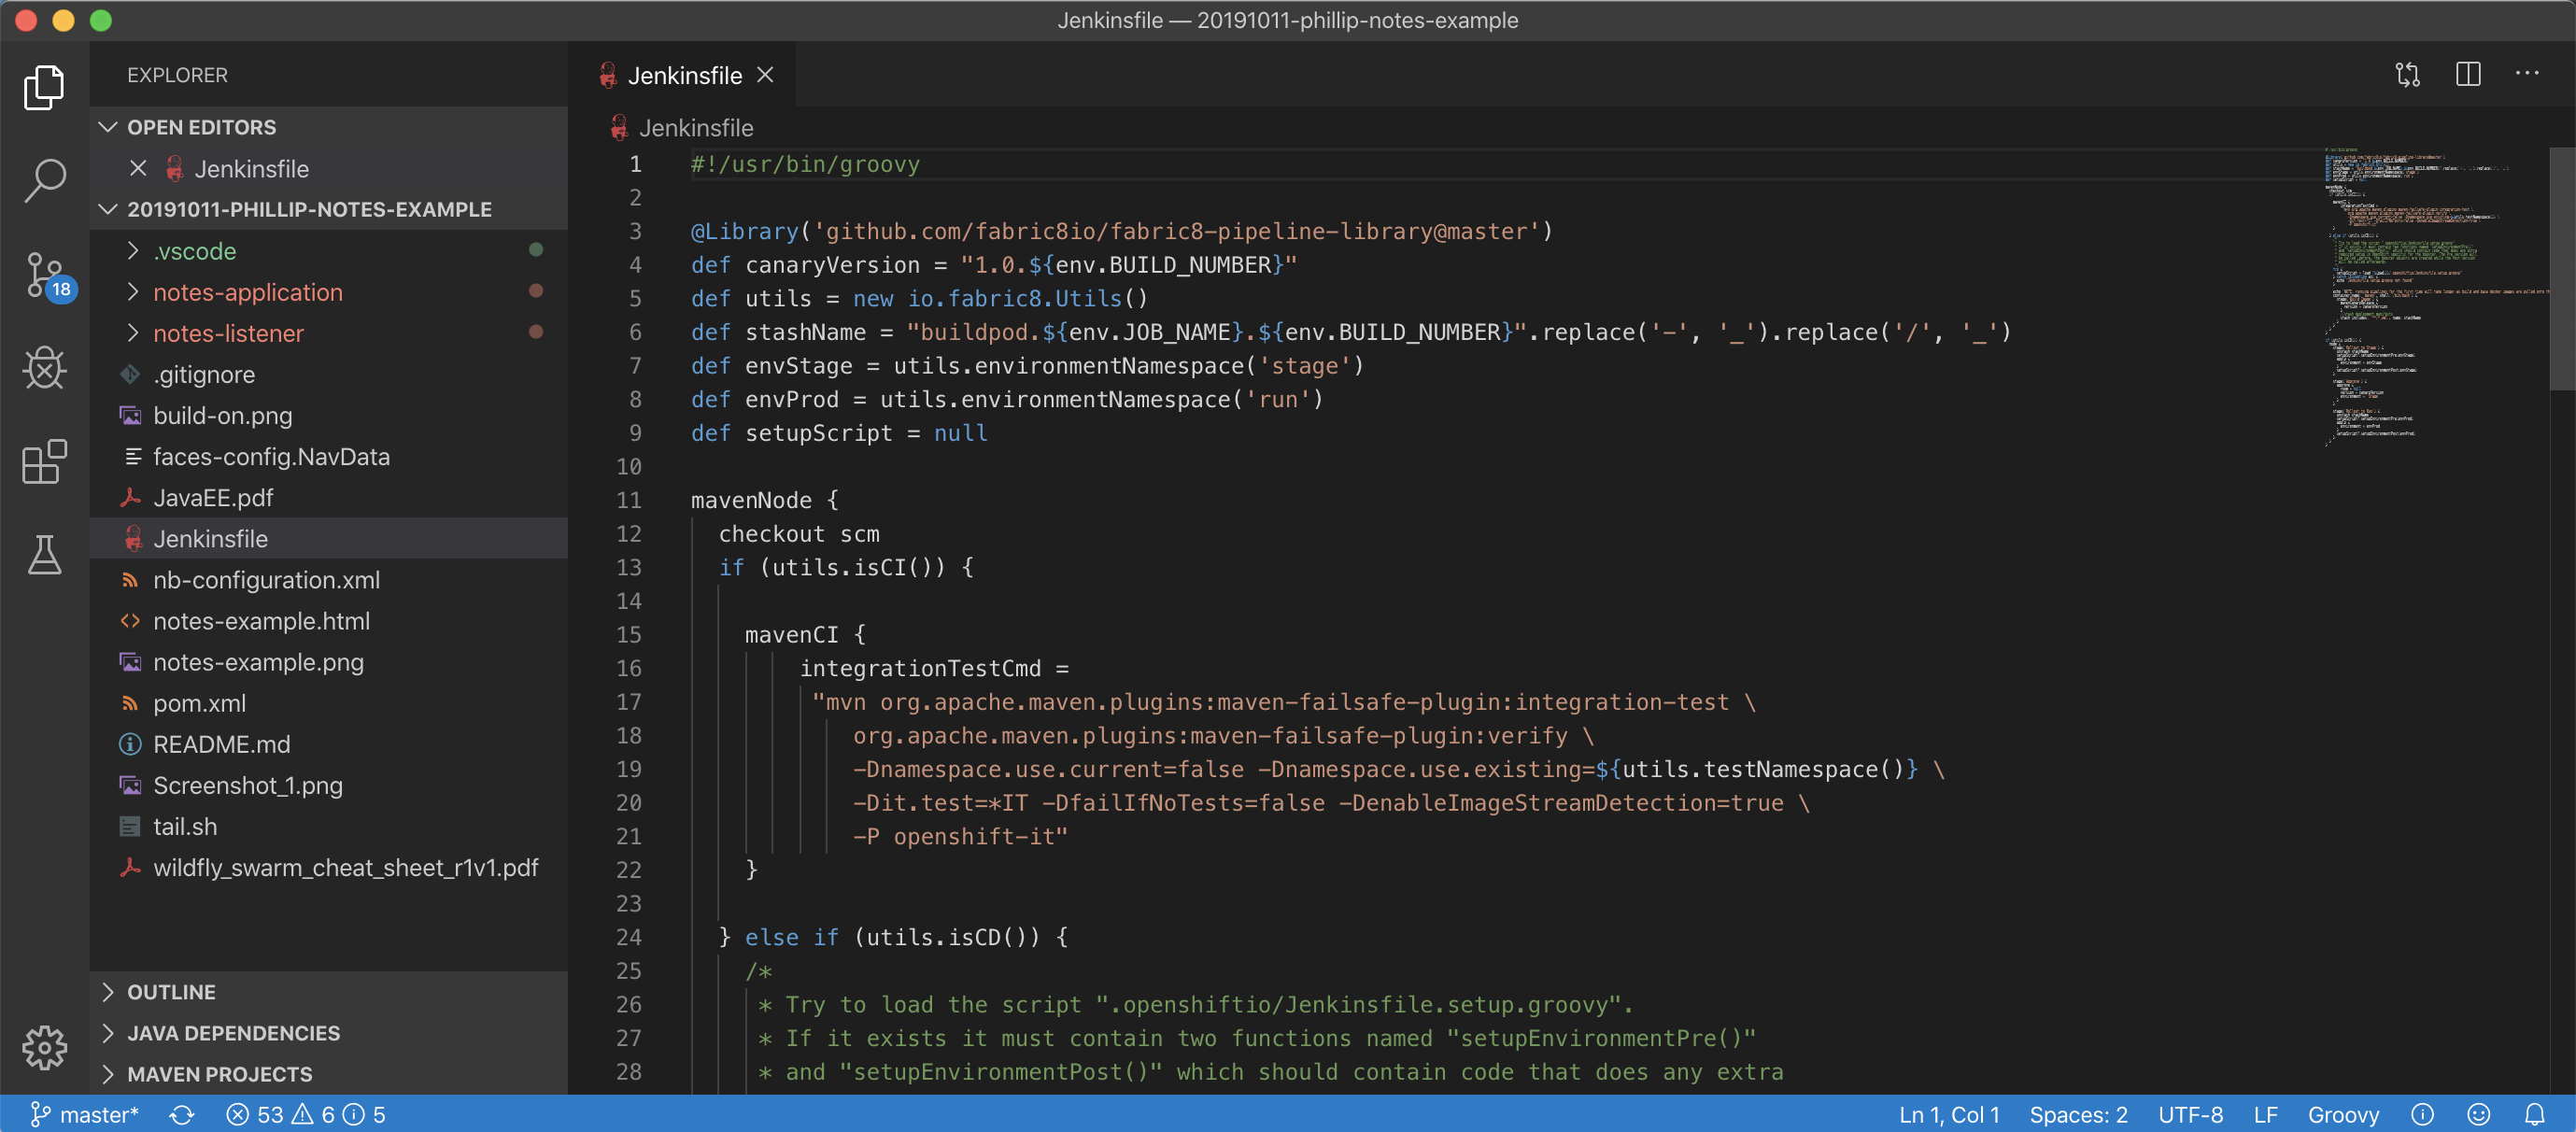 Jenkinsfile — 20191011-phillip-notes-example
EXPLORER
OPEN EDITORS
Jenkinsfile
20191011-PHILLIP-NOTES-EXAMPLE
.vscode
notes-application
notes-listener
.gitignore
build-on.png
faces-config.NavData
JavaEE.pdf
Jenkinsfile
nb-configuration.xml
notes-example.html
notes-example.png
pom.xml
README.md
Screenshot_1.png
tail.sh
wildfly_swarm_cheat_sheet_r1v1.pdf
OUTLINE
JAVA DEPENDENCIES
MAVEN PROJECTS
18
Jenkinsfile
Jenkinsfile
1 #!/usr/bin/groovy
2
3 @Library('github.com/fabric8io/fabric8-pipeline-library@master')
4 def canaryVersion = "1.0.${env.BUILD_NUMBER}"
5 def utils = new io.fabric8.Utils()
6 def stashName = "buildpod.${env.JOB_NAME}.${env.BUILD_NUMBER}".replace('-', '_').replace('/', '_')
7 def envStage = utils.environmentNamespace('stage')
8 def envProd = utils.environmentNamespace('run')
9 def setupScript = null
10
11 mavenNode {
12 checkout scm
13 if (utils.isCI()) {
14
15 mavenCI {
16 integrationTestCmd =
17 "mvn org.apache.maven.plugins:maven-failsafe-plugin:integration-test \
18 org.apache.maven.plugins:maven-failsafe-plugin:verify \
19 -Dnamespace.use.current=false -Dnamespace.use.existing=${utils.testNamespace()} \
20 -Dit.test=*IT -DfailIfNoTests=false -DenableImageStreamDetection=true \
21 -P openshift-it"
22 }
23
24 } else if (utils.isCD()) {
25 /*
26 * Try to load the script ".openshiftio/Jenkinsfile.setup.groovy".
27 * If it exists it must contain two functions named "setupEnvironmentPre()"
28 * and "setupEnvironmentPost()" which should contain code that does any extra
master* 53 6 5
Ln 1, Col 1 Spaces: 2 UTF-8 LF Groovy